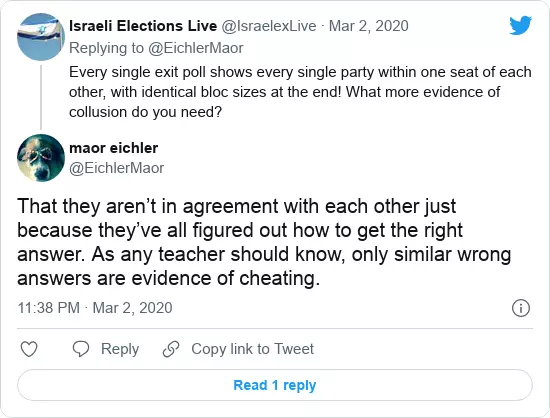 Israeli Elections Live @IsraelexLive · Mar 2, 2020
Replying to @EichlerMaor
Every single exit poll shows every single party within one seat of each
other, with identical bloc sizes at the end! What more evidence of
collusion do you need?
maor eichler
@EichlerMaor
That they aren’t in agreement with each other just
because they’ve all figured out how to get the right
answer. As any teacher should know, only similar wrong
answers are evidence of cheating.
11:38 PM · Mar 2, 2020
Reply Copy link to Tweet
Read 1 reply